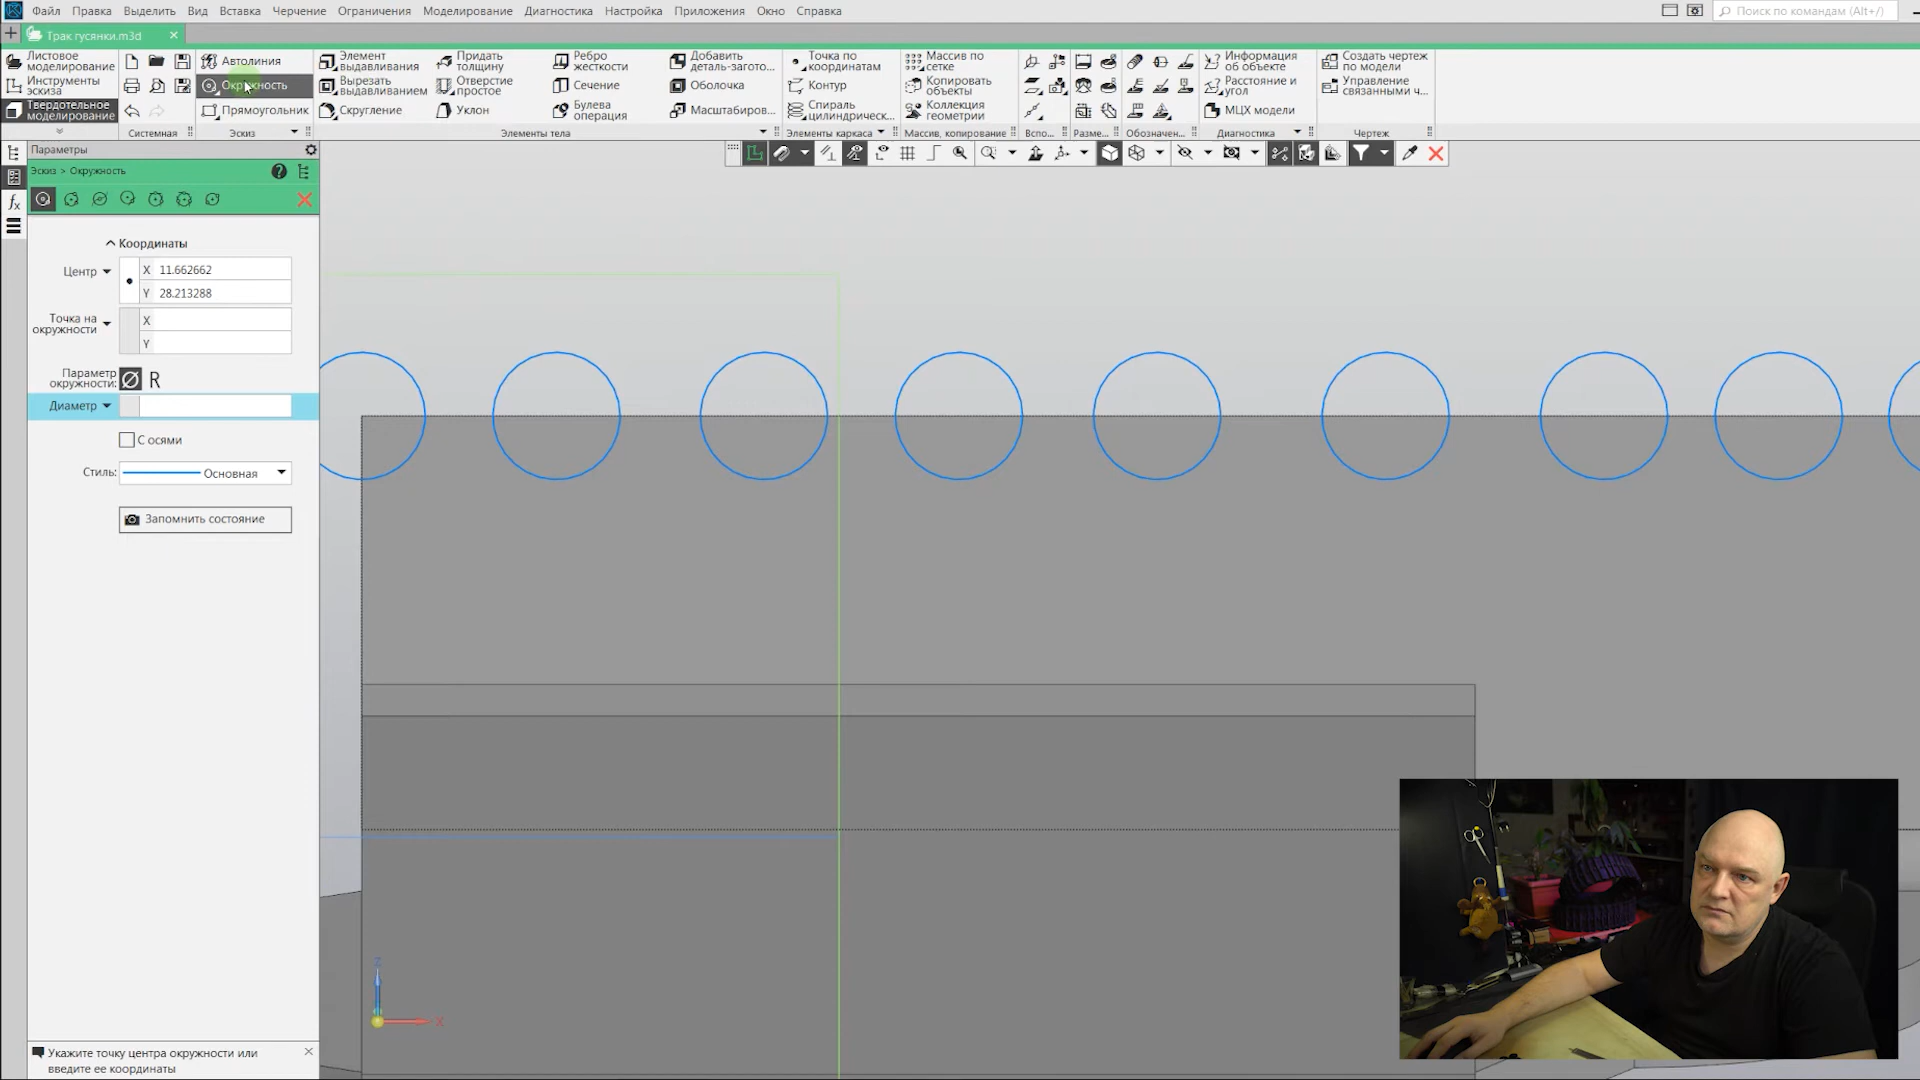 Файл Правка Выделить Вид Вставка Черчение Ограничения Моделирование Диагностика Настройка Приложения Окно Справка
Поиск по командам (Alt+/)
Трак гусянки.m3d
Листовое моделирование
Инструменты эскиза
Твердотельное моделирование
Системная
Автолиния
Окружность
Прямоугольник
Эскиз
Элемент выдавливания
Вырезать выдавливанием
Скругление
Придать толщину
Отверстие простое
Уклон
Ребро жесткости
Сечение
Булева операция
Добавить деталь-загото...
Оболочка
Масштабиров...
Элементы тела
Точка по координатам
Контур
Спираль цилиндрическ...
Элементы каркаса
Массив по сетке
Копировать объекты
Коллекция геометрии
Массив, копирование
Вспо...
Разме...
Обозначен...
Информация об объекте
Расстояние и угол
МЦХ модели
Диагностика
Создать чертеж по модели
Управление связанными ч...
Чертеж
Параметры
Эскиз > Окружность
Координаты
Центр
X 11.662662
Y 28.213288
Точка на окружности
X
Y
Параметр окружности:
R
Диаметр
С осями
Стиль:
Основная
Запомнить состояние
Z
X
Укажите точку центра окружности или
введите ее координаты